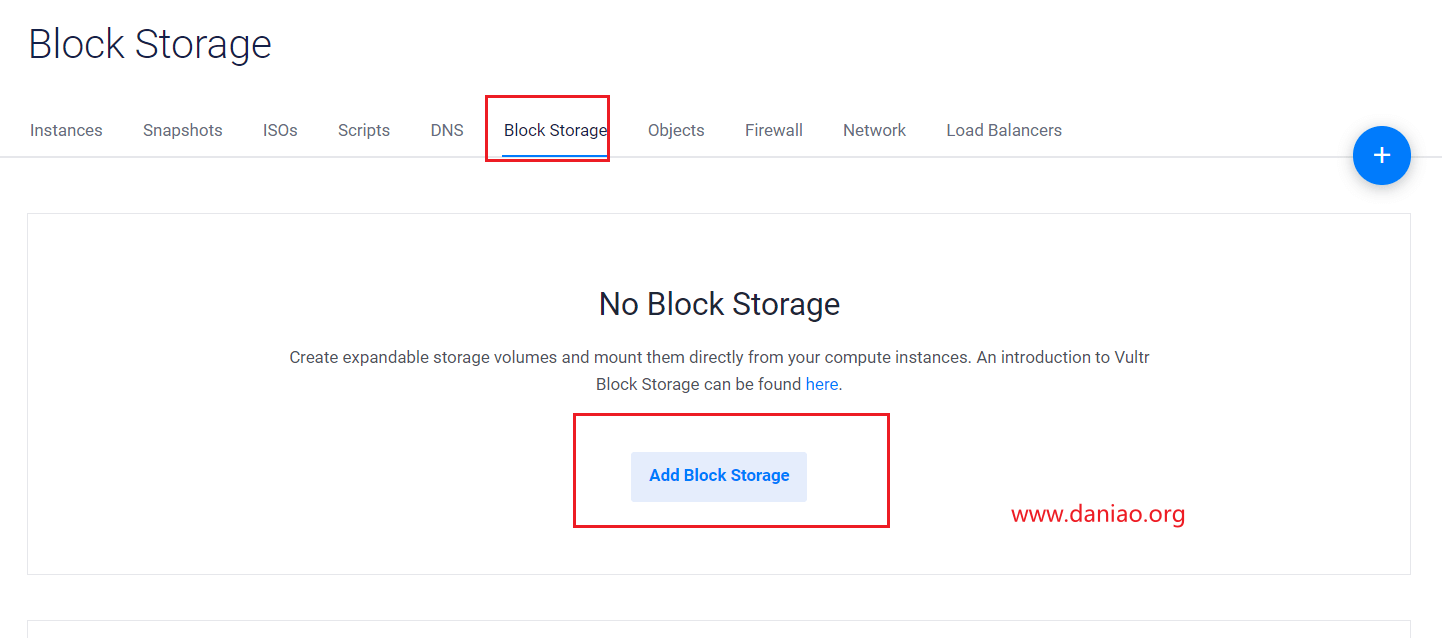 Block Storage
Instances Snapshots ISOs Scripts DNS Block Storage Objects Firewall Network Load Balancers
+
No Block Storage
Create expandable storage volumes and mount them directly from your compute instances. An introduction to Vultr
Block Storage can be found here.
Add Block Storage
www.daniao.org